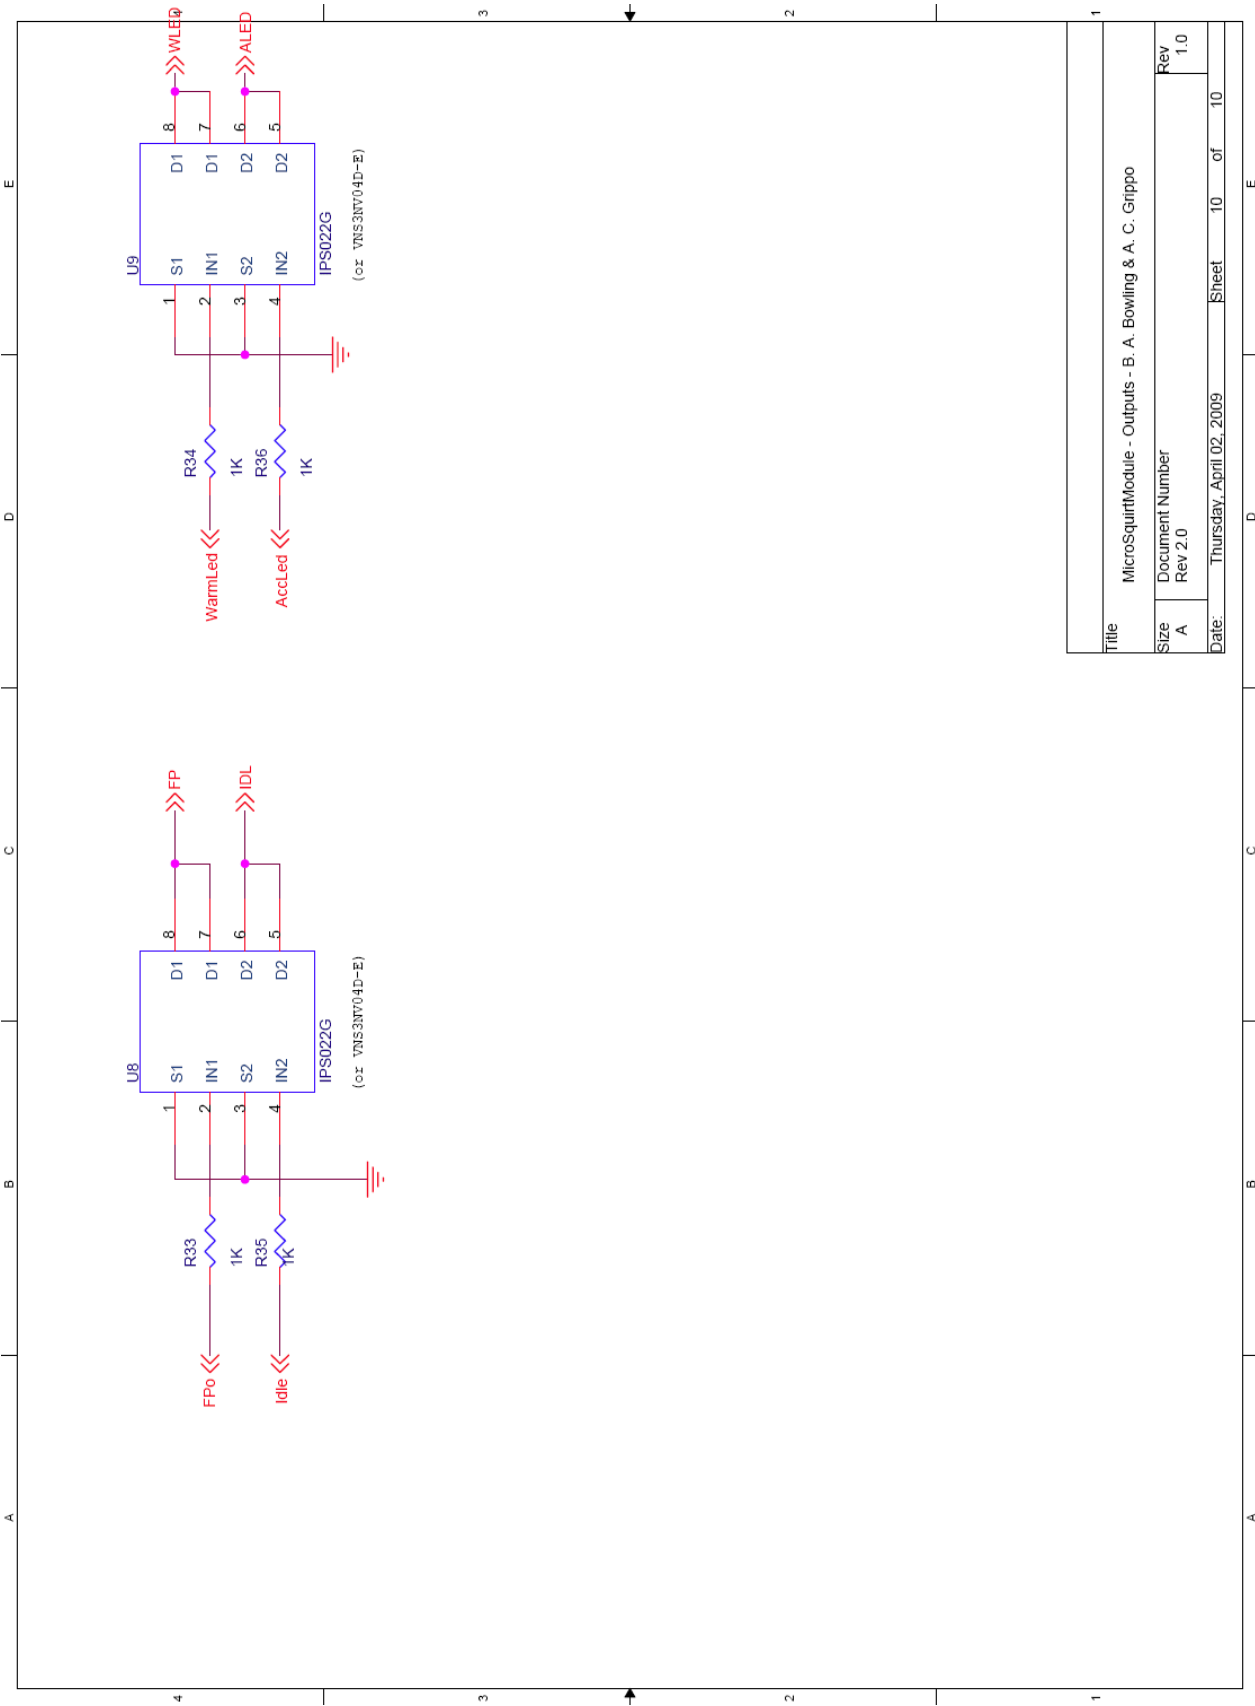 A
B
C
D
E
4
3
2
1
U8
S1
IN1
S2
IN2
D1
D1
D2
D2
1
2
3
4
8
7
6
5
IPS022G
(or VNS3NV04D-E)
R33
1K
R35
1K
FPo
Idle
FP
IDL
U9
S1
IN1
S2
IN2
D1
D1
D2
D2
1
2
3
4
8
7
6
5
IPS022G
(or VNS3NV04D-E)
R34
1K
R36
1K
WarmLed
AccLed
WLED
ALED
4
3
2
1
Title
MicroSquirtModule - Outputs - B. A. Bowling & A. C. Grippo
Size
Document Number
Rev
A
Rev 2.0
1.0
Date: Thursday, April 02, 2009 Sheet 10 of 10
A
B
C
D
E